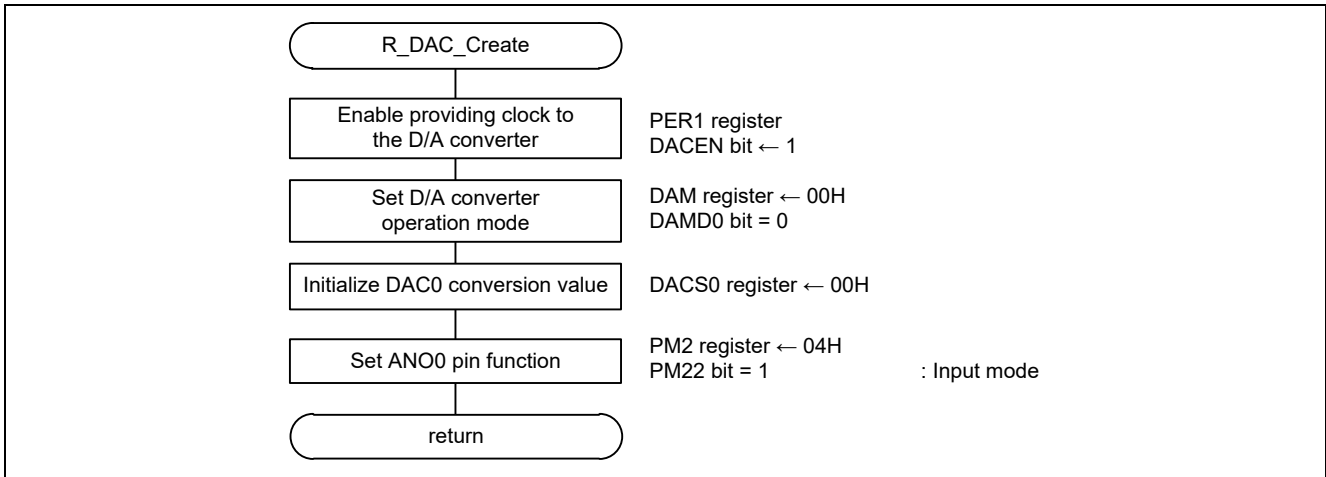 R_DAC_Create
Enable providing clock to
the D/A converter
PER1 register
DACEN bit ← 1
Set D/A converter
operation mode
DAM register ← 00H
DAMD0 bit = 0
Initialize DAC0 conversion value
DACS0 register ← 00H
Set ANO0 pin function
PM2 register ← 04H
PM22 bit = 1 : Input mode
return